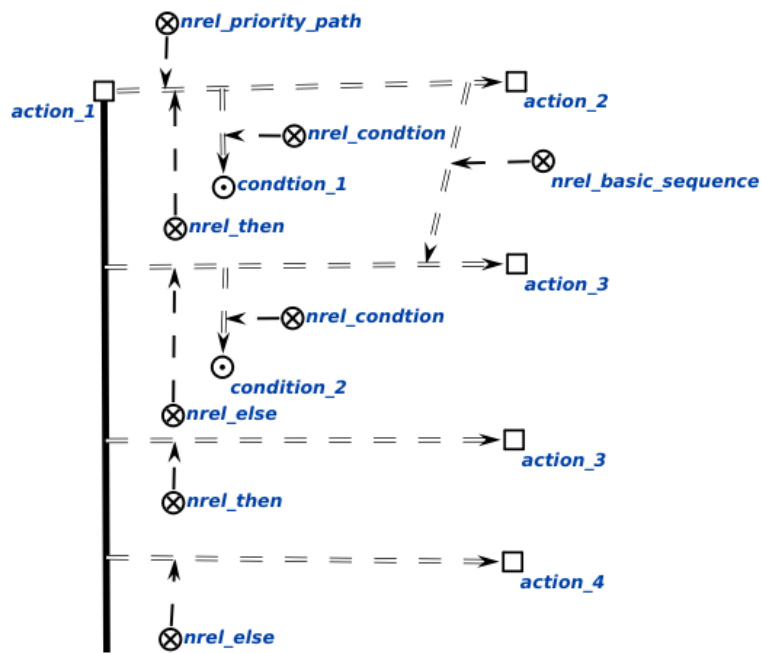 nrel_priority_path
action_1
action_2
nrel_condtion
condtion_1
nrel_basic_sequence
nrel_then
action_3
nrel_condtion
condition_2
nrel_else
action_3
nrel_then
action_4
nrel_else